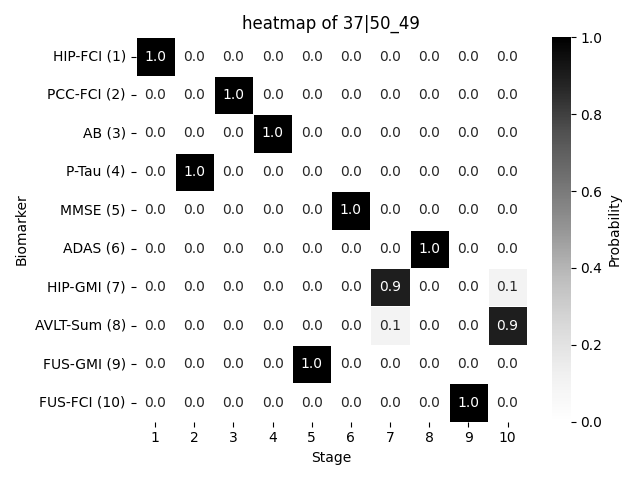 heatmap of 37|50_49
HIP-FCI (1) 1.0 0.0 0.0 0.0 0.0 0.0 0.0 0.0 0.0 0.0
PCC-FCI (2) 0.0 0.0 1.0 0.0 0.0 0.0 0.0 0.0 0.0 0.0
AB (3) 0.0 0.0 0.0 1.0 0.0 0.0 0.0 0.0 0.0 0.0
P-Tau (4) 0.0 1.0 0.0 0.0 0.0 0.0 0.0 0.0 0.0 0.0
MMSE (5) 0.0 0.0 0.0 0.0 0.0 1.0 0.0 0.0 0.0 0.0
ADAS (6) 0.0 0.0 0.0 0.0 0.0 0.0 0.0 1.0 0.0 0.0
HIP-GMI (7) 0.0 0.0 0.0 0.0 0.0 0.0 0.9 0.0 0.0 0.1
AVLT-Sum (8) 0.0 0.0 0.0 0.0 0.0 0.0 0.1 0.0 0.0 0.9
FUS-GMI (9) 0.0 0.0 0.0 0.0 1.0 0.0 0.0 0.0 0.0 0.0
FUS-FCI (10) 0.0 0.0 0.0 0.0 0.0 0.0 0.0 0.0 1.0 0.0
1 2 3 4 5 6 7 8 9 10
Stage
Biomarker
1.0
0.8
0.6
0.4
0.2
0.0
Probability